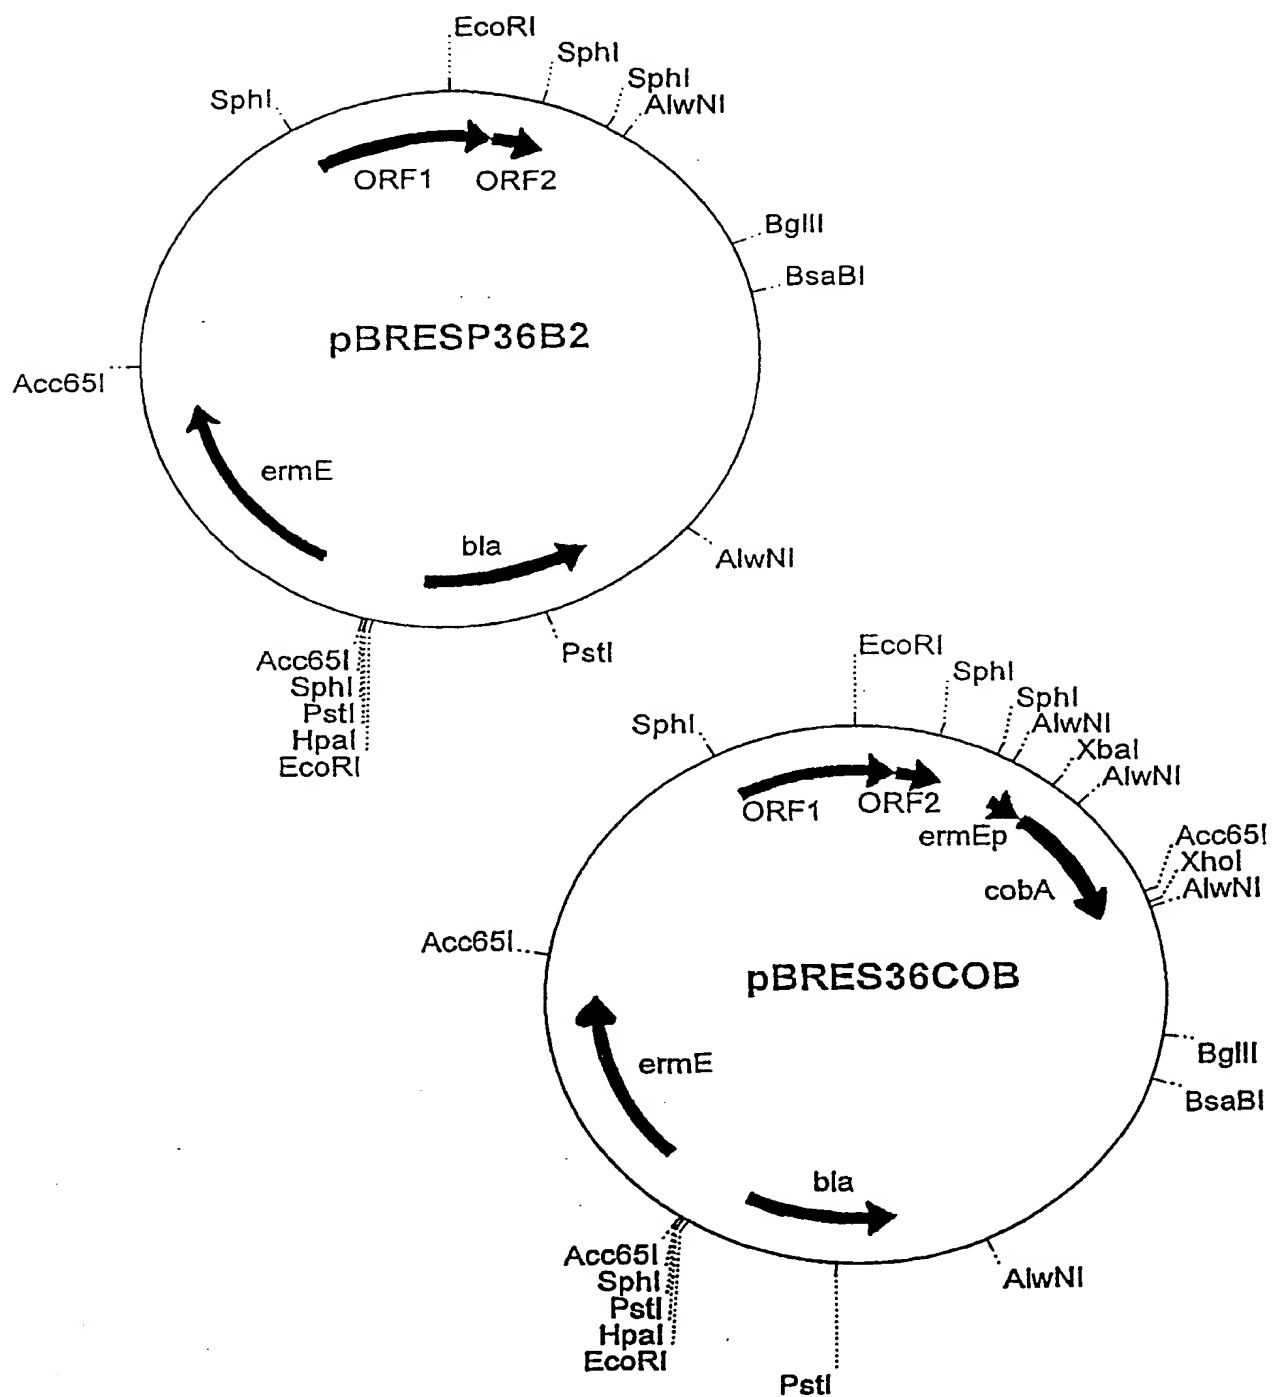 EcoRI
SphI
SphI
SphI
AlwNI
ORF1
ORF2
BglII
BsaBI
pBRESP36B2
Acc65I
ermE
bla
AlwNI
PstI
Acc65I
SphI
PstI
HpaI
EcoRI
EcoRI
SphI
SphI
SphI
AlwNI
XbaI
AlwNI
ORF1
ORF2
ermEp
Acc65I
XhoI
AlwNI
cobA
Acc65I
pBRES36COB
ermE
BglII
BsaBI
bla
Acc65I
SphI
PstI
HpaI
EcoRI
AlwNI
PstI